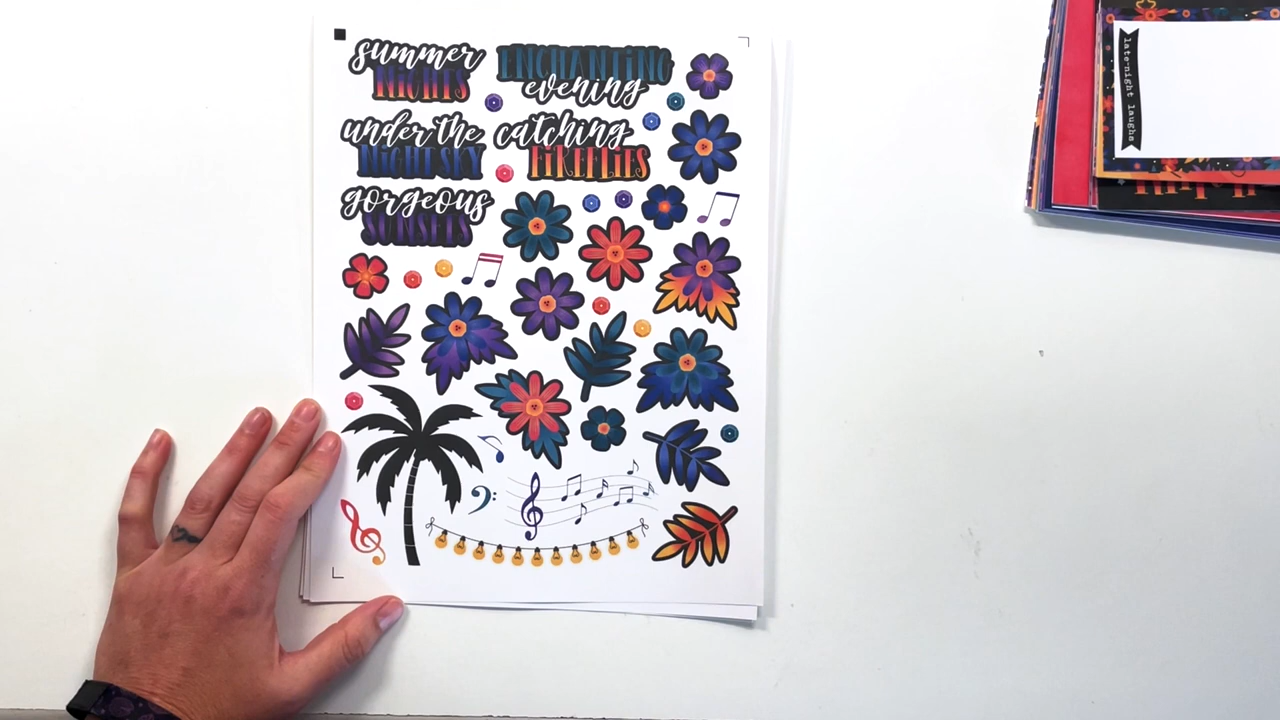 summer
NIGHTS
ENCHANTING
evening
under the
NIGHT SKY
catching
FIREFLIES
gorgeous
SUNSETS
late-night laughs